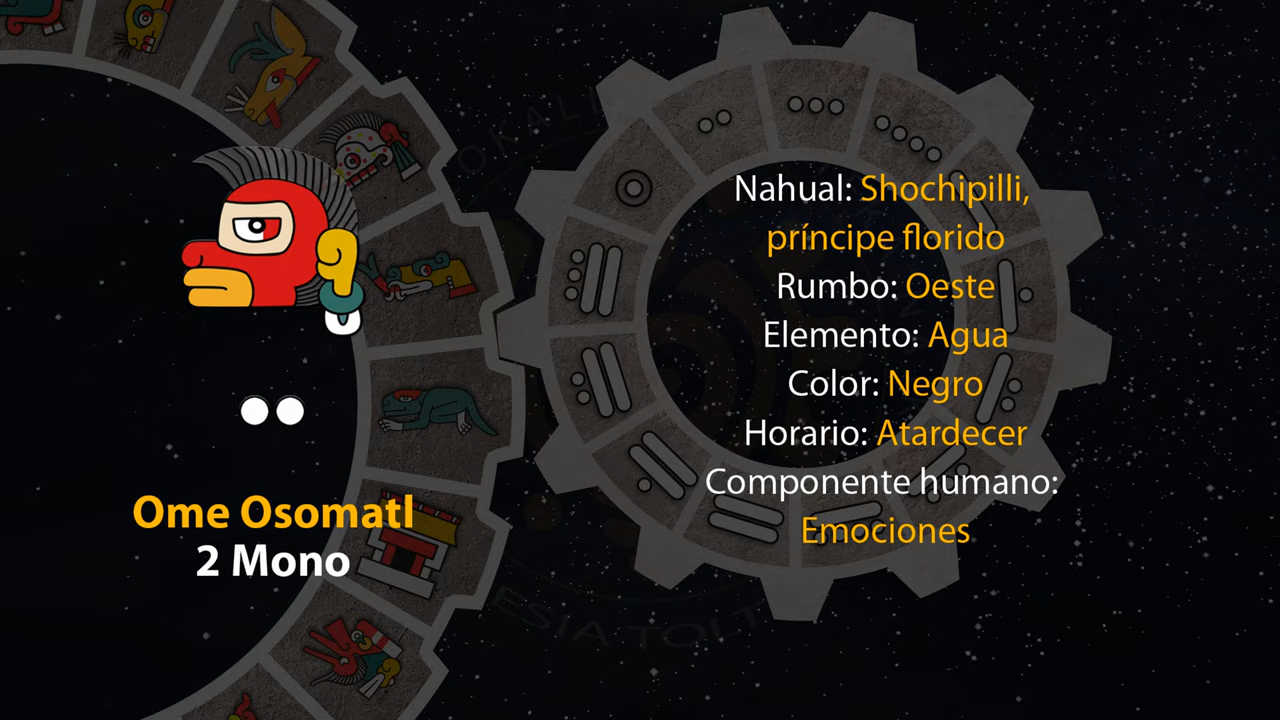 Ome Osomatl
2 Mono
Nahual: Shochipilli,
príncipe florido
Rumbo: Oeste
Elemento: Agua
Color: Negro
Horario: Atardecer
Componente humano:
Emociones